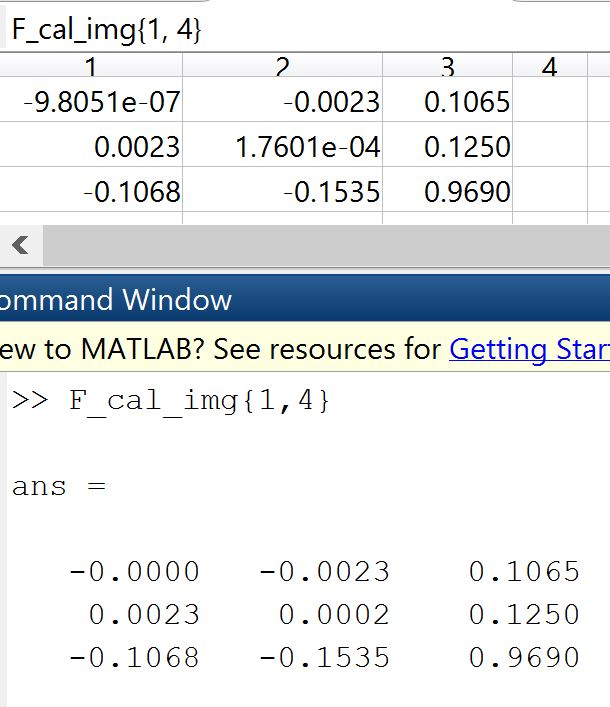 F_cal_img{1, 4}
1 2 3 4
-9.8051e-07 -0.0023 0.1065
0.0023 1.7601e-04 0.1250
-0.1068 -0.1535 0.9690
ommand Window
ew to MATLAB? See resources for Getting Star
>> F_cal_img{1,4}
ans =
-0.0000 -0.0023 0.1065
0.0023 0.0002 0.1250
-0.1068 -0.1535 0.9690